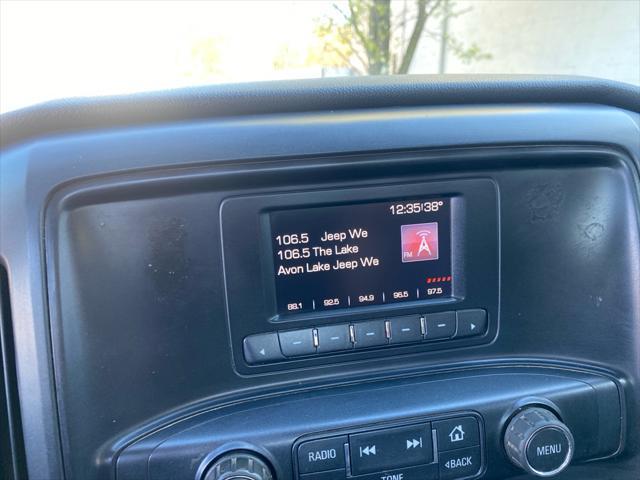 12:35 38°
106.5 Jeep We
106.5 The Lake
Avon Lake Jeep We
FM
88.1 | 92.5 | 94.9 | 96.5 | 97.5
RADIO
BACK
TONE
MENU